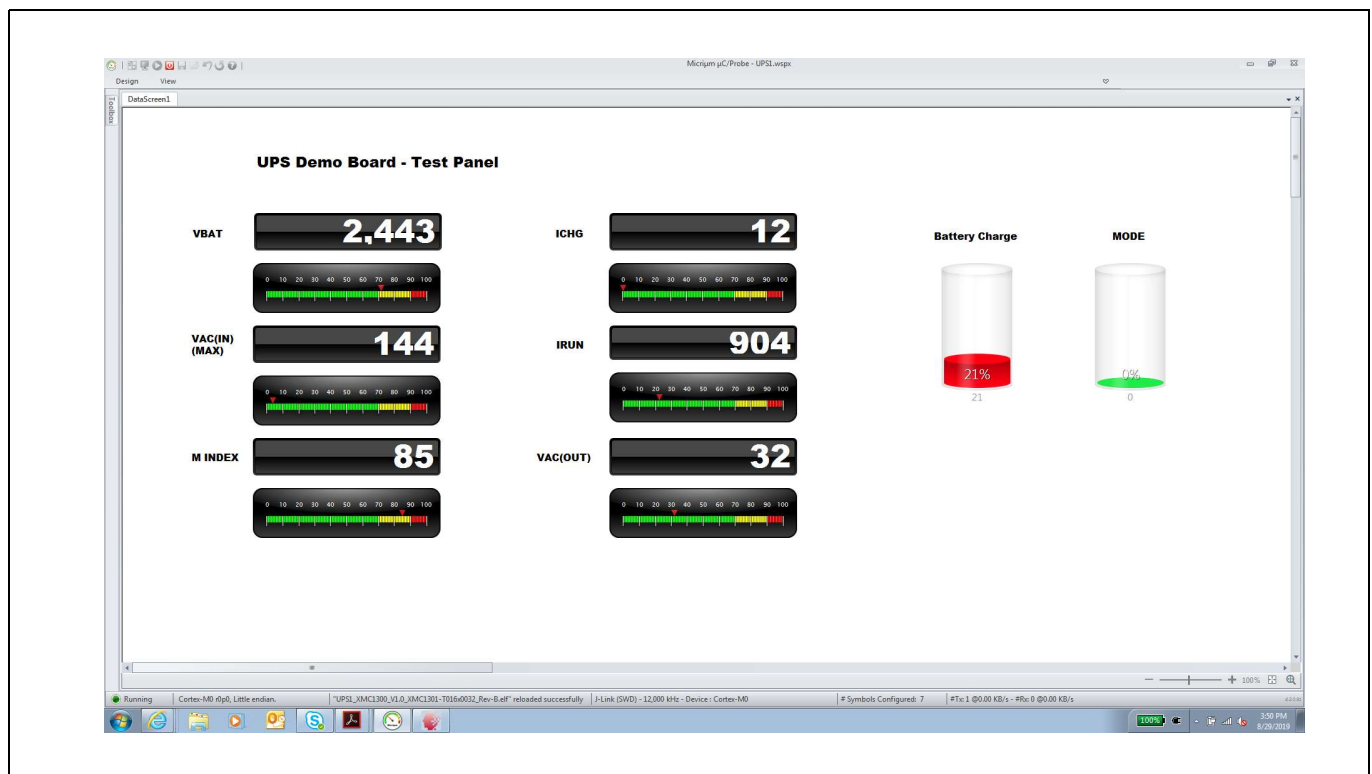 Micriµm µC/Probe - UPS1.wspx
Design View
Toolbox
DataScreen1
UPS Demo Board - Test Panel
VBAT
2,443
ICHG
12
Battery Charge
MODE
0 10 20 30 40 50 60 70 80 90 100
0 10 20 30 40 50 60 70 80 90 100
VAC(IN)
(MAX)
144
IRUN
904
21%
0%
21
0
0 10 20 30 40 50 60 70 80 90 100
0 10 20 30 40 50 60 70 80 90 100
M INDEX
85
VAC(OUT)
32
0 10 20 30 40 50 60 70 80 90 100
0 10 20 30 40 50 60 70 80 90 100
100%
Running
Cortex-M0 r0p0, Little endian.
"UPS1_XMC1300_V1.0_XMC1301-T016x0032_Rev-B.elf" reloaded successfully
J-Link (SWD) - 12,000 kHz - Device : Cortex-M0
# Symbols Configured: 7
#Tx: 1 @0.00 KB/s - #Rx: 0 @0.00 KB/s
100%
3:50 PM
8/29/2019